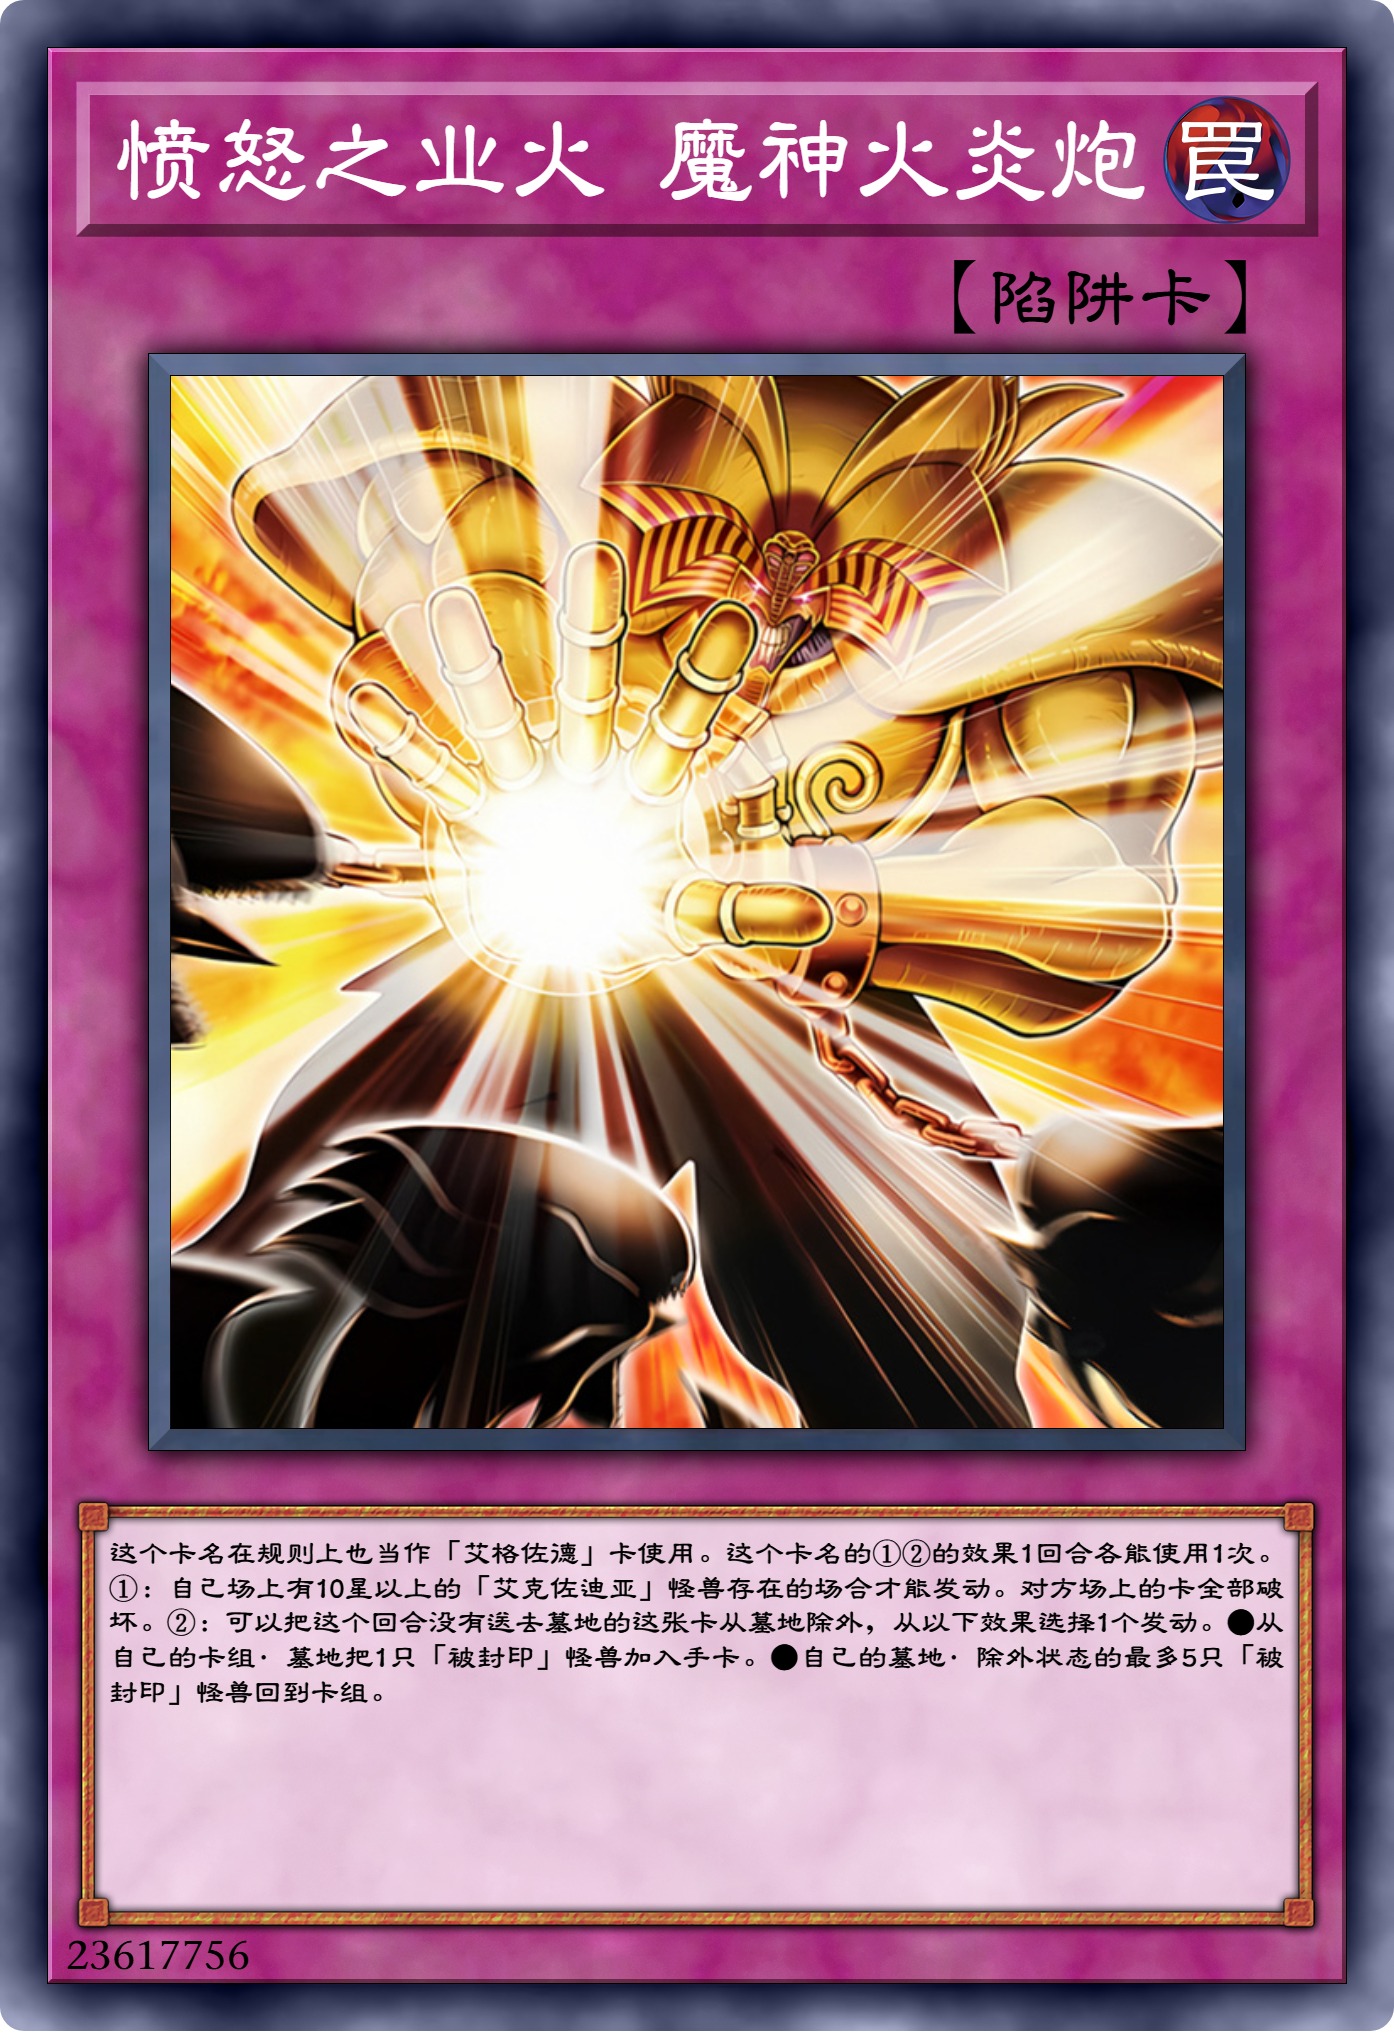 愤怒之业火 魔神火炎炮 罠
【陷阱卡】
这个卡名在规则上也当作「艾格佐德」卡使用。这个卡名的①②的效果1回合各能使用1次。
①：自己场上有10星以上的「艾克佐迪亚」怪兽存在的场合才能发动。对方场上的卡全部破
坏。②：可以把这个回合没有送去墓地的这张卡从墓地除外，从以下效果选择1个发动。●从
自己的卡组·墓地把1只「被封印」怪兽加入手卡。●自己的墓地·除外状态的最多5只「被
封印」怪兽回到卡组。
23617756